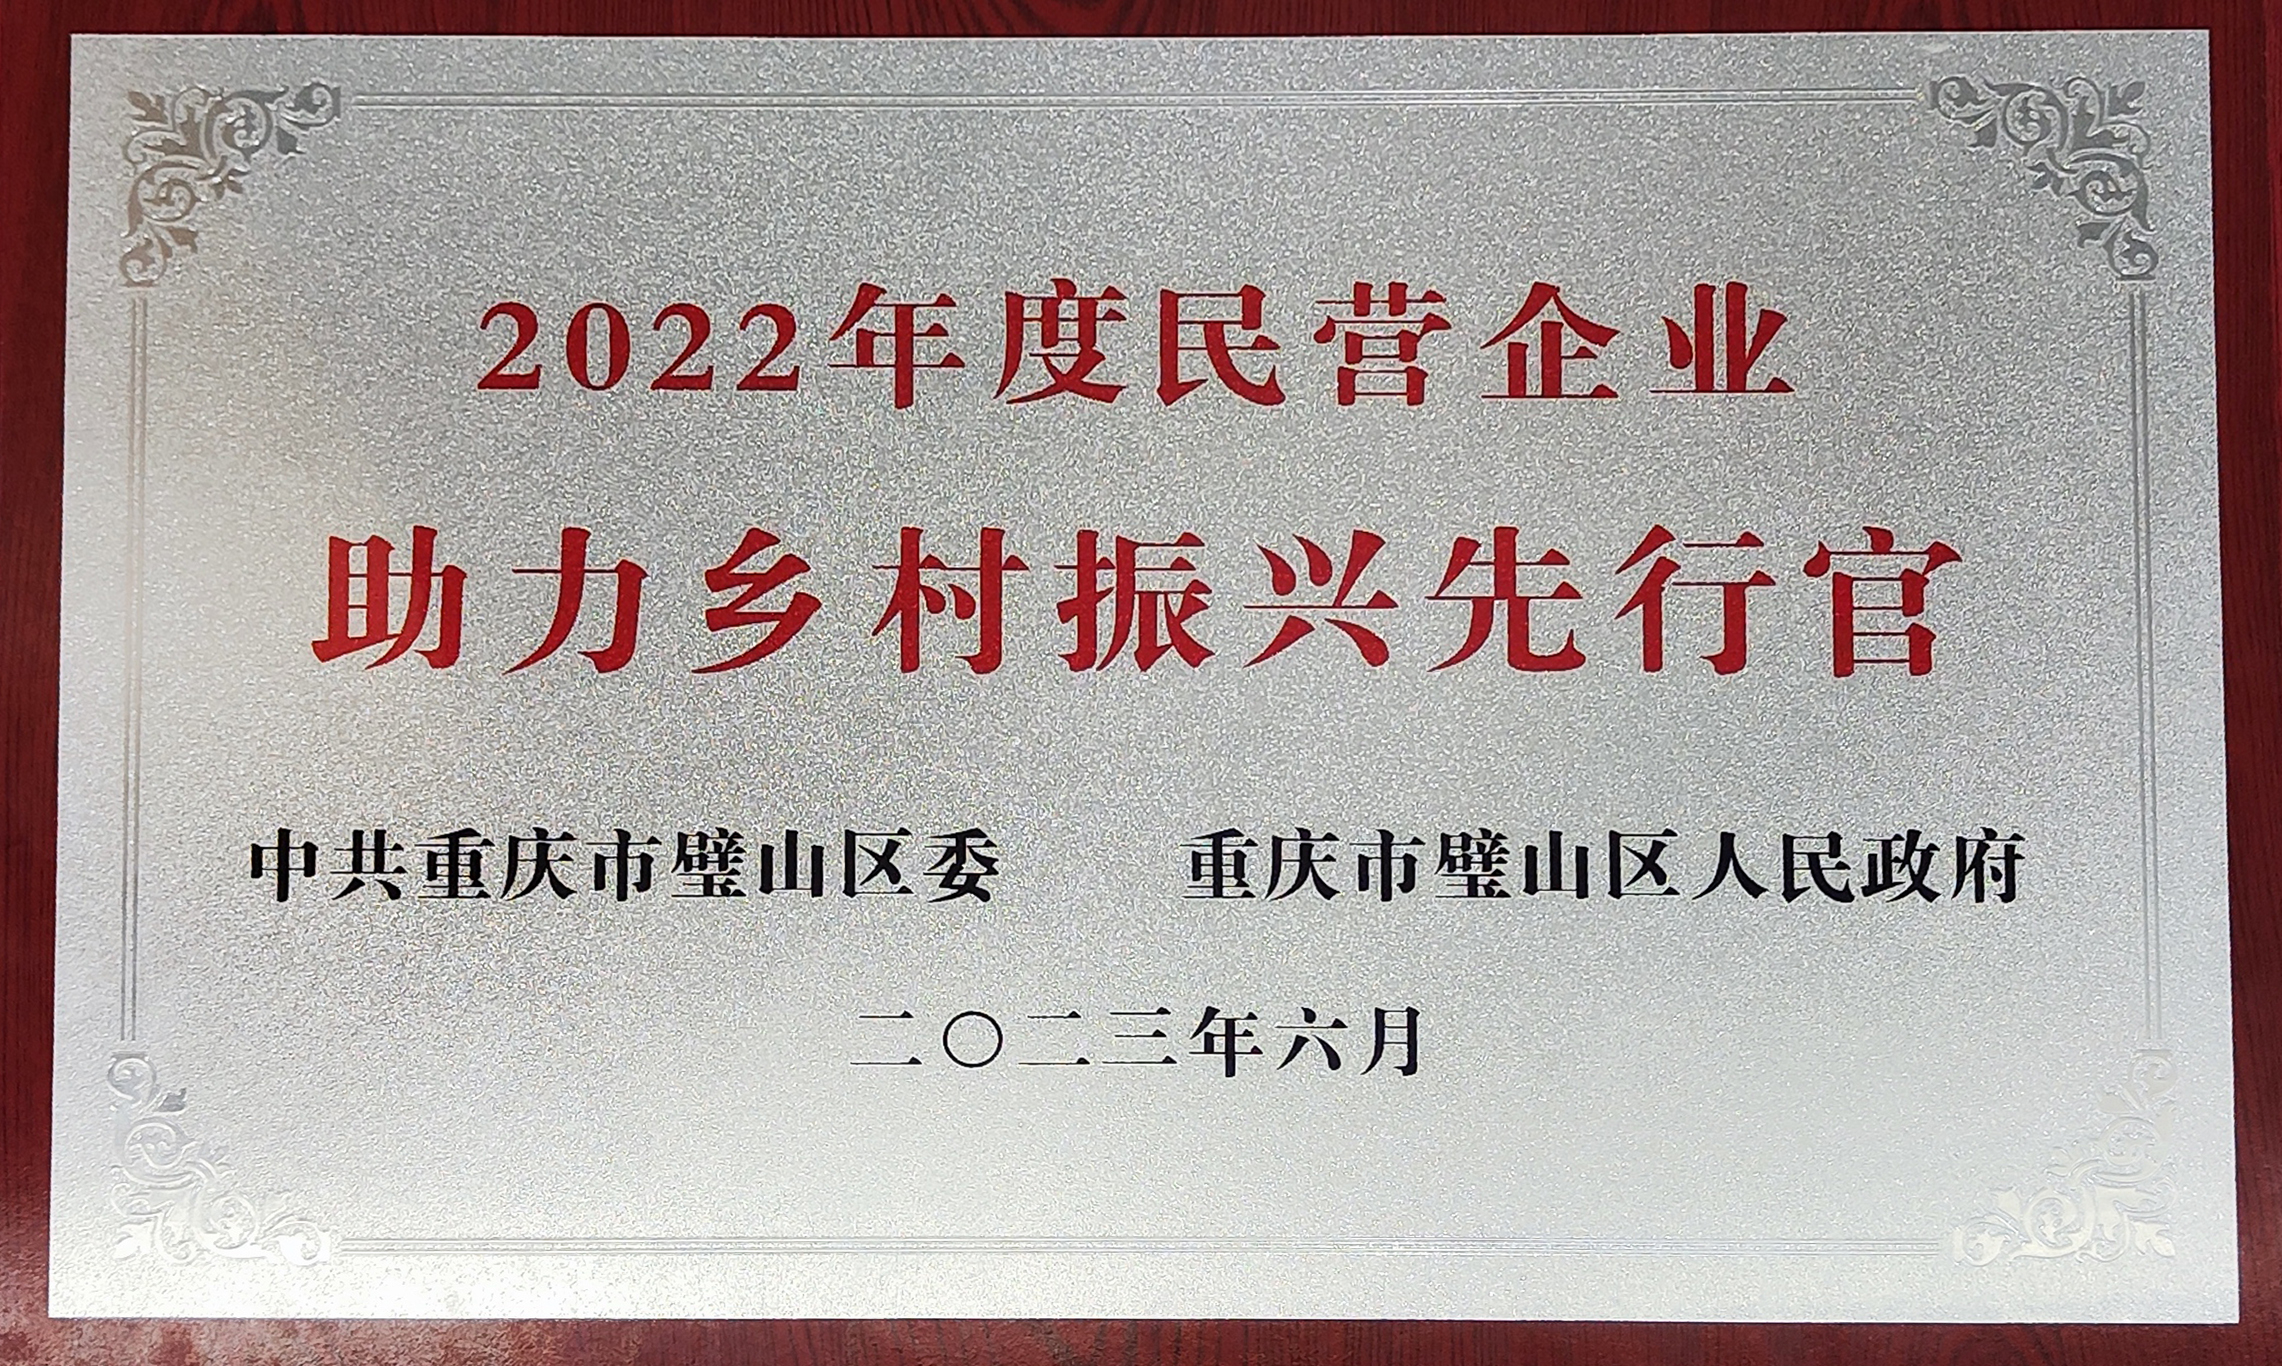 2022年度民营企业
助力乡村振兴先行官
中共重庆市璧山区委 重庆市璧山区人民政府
二〇二三年六月